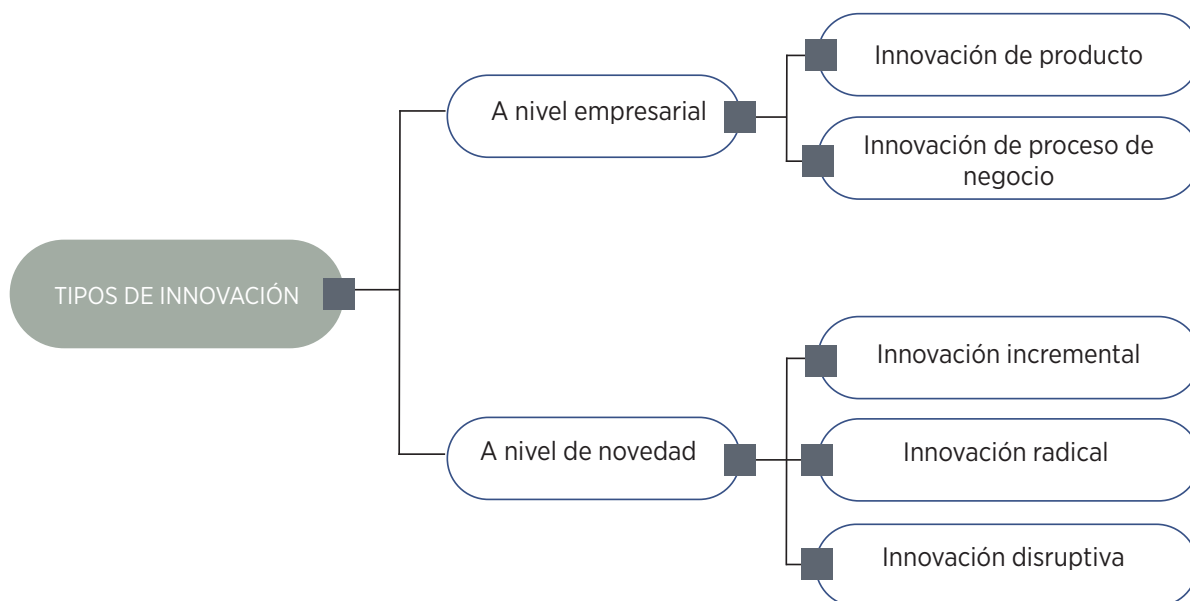 TIPOS DE INNOVACIÓN
A nivel empresarial
Innovación de producto
Innovación de proceso de
negocio
A nivel de novedad
Innovación incremental
Innovación radical
Innovación disruptiva